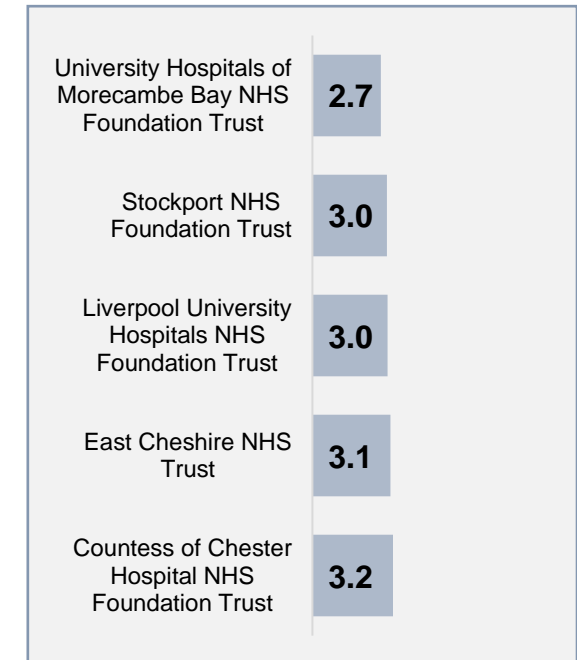 University Hospitals of
Morecambe Bay NHS
Foundation Trust
2.7
Stockport NHS
Foundation Trust
3.0
Liverpool University
Hospitals NHS
Foundation Trust
3.0
East Cheshire NHS
Trust
3.1
Countess of Chester
Hospital NHS
Foundation Trust
3.2